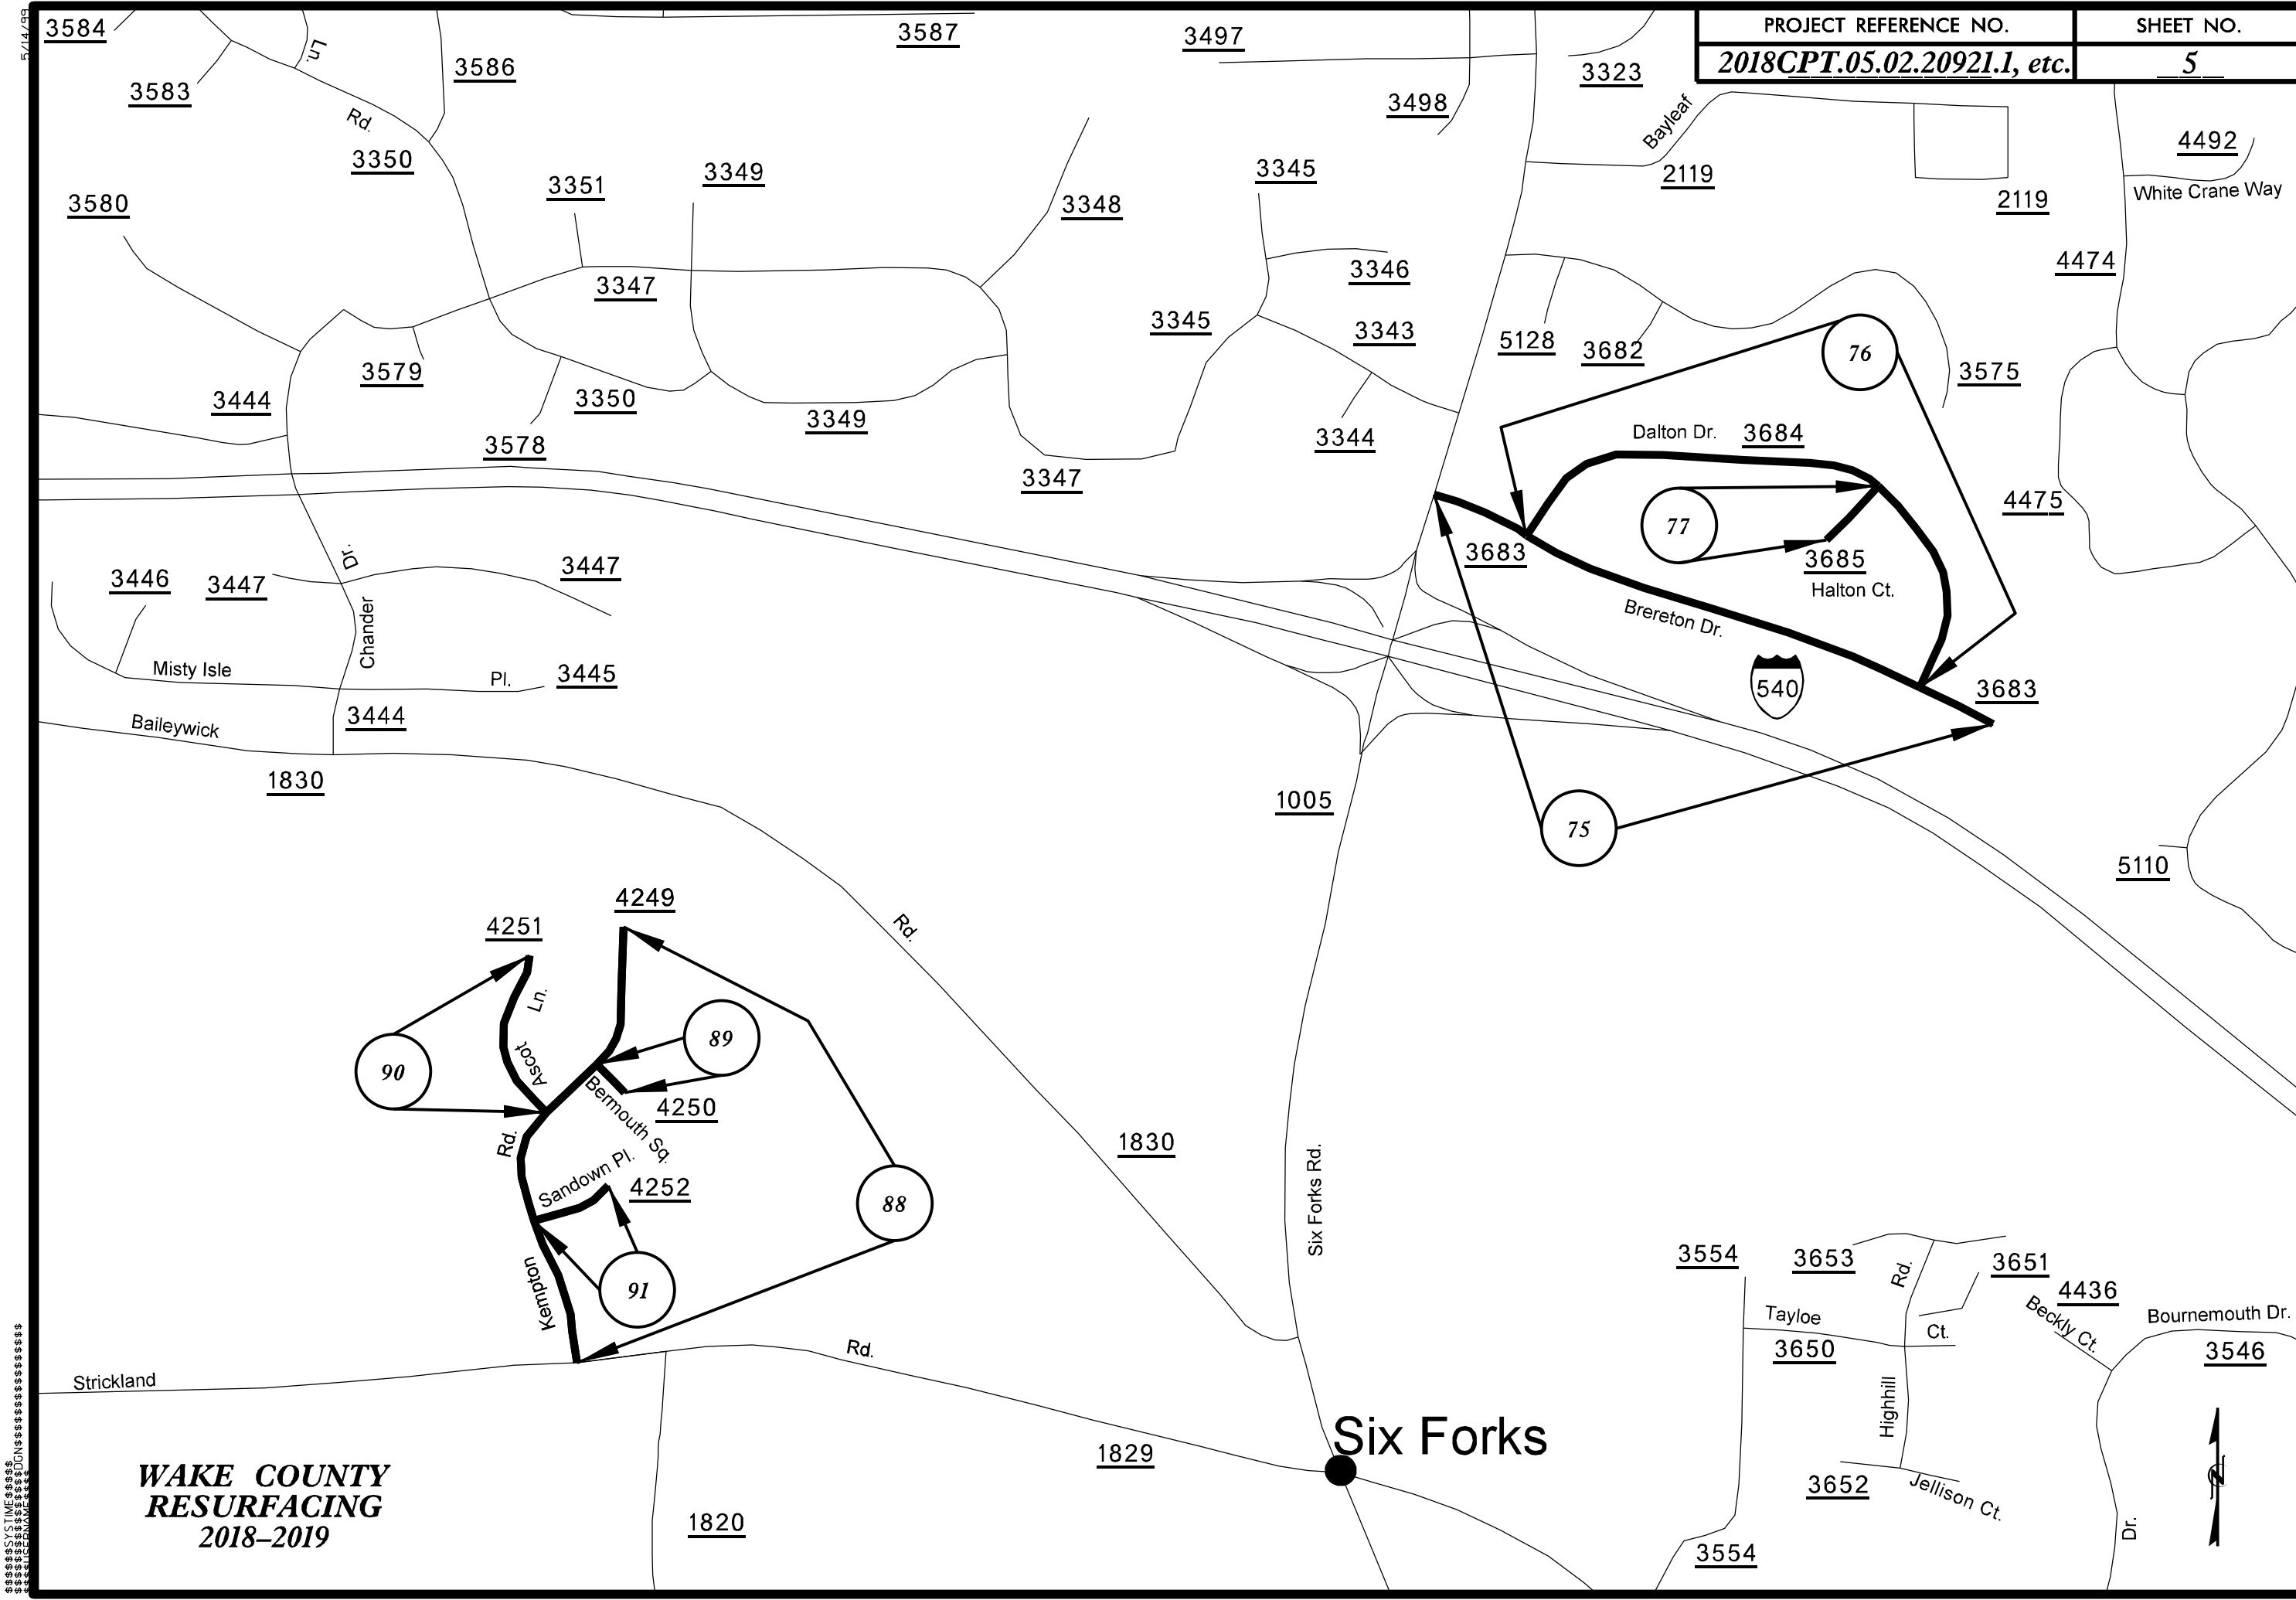 5/14/99
PROJECT REFERENCE NO.
SHEET NO.
2018CPT.05.02.20921.1, etc.
5
3584
3587
3497
Ln.
3586
3323
3583
3498
Rd.
Bayleaf
3350
4492
3351
3349
3345
2119
White Crane Way
3580
3348
2119
3347
3346
4474
3345
3343
5128
3682
76
3579
3575
3444
3350
3349
3578
3344
Dalton Dr.
3684
3347
4475
77
3683
3685
Halton Ct.
Dr.
3446
3447
3447
Brereton Dr.
Chander
Misty Isle
Pl.
3445
540
3683
3444
Baileywick
1830
1005
75
5110
4249
4251
Rd.
Ln.
89
90
Ascot
Bermouth Sq.
4250
Rd.
1830
Sandown Pl.
4252
88
Six Forks Rd.
91
Kempton
3554
3653
Rd.
3651
4436
Tayloe
Ct.
Beckly Ct.
Bournemouth Dr.
3650
3546
Rd.
Strickland
Highhill
Six Forks
1829
3652
Jellison Ct.
WAKE COUNTY
RESURFACING
2018–2019
1820
3554
Dr.
N
$$$$$$SYSTIME$$$$$
$$$$$$$$$$$$$$$$DGN$$$$$$$$$$$$$$$$
$$$$USERNAME$$$$